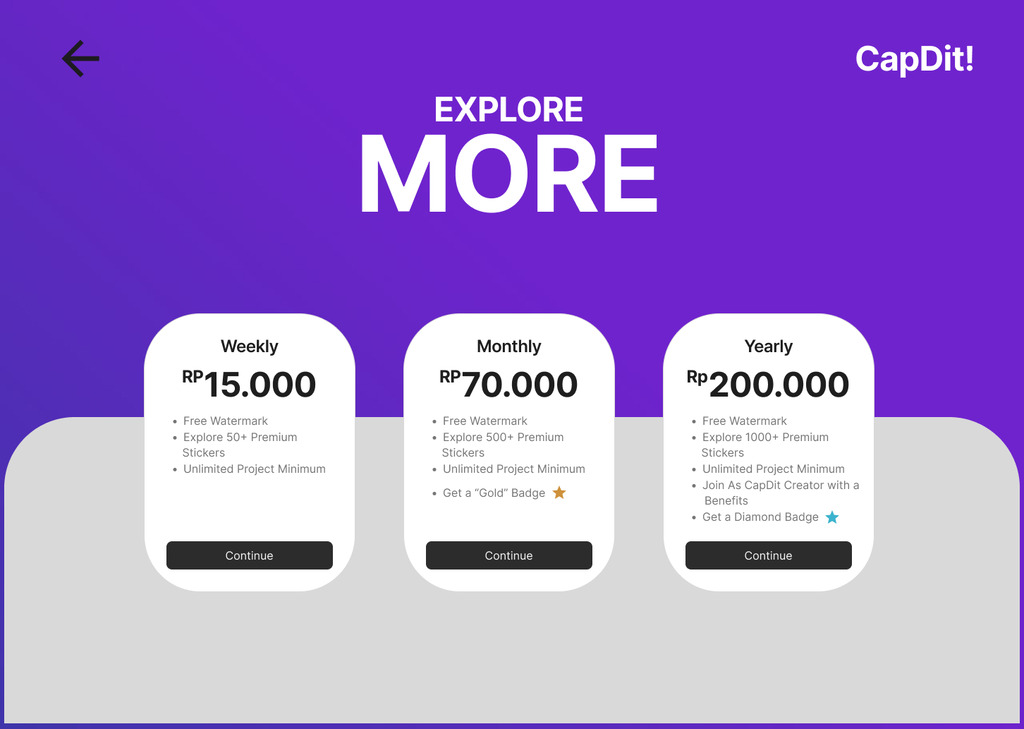 CapDit!
EXPLORE
MORE
Weekly
RP15.000
• Free Watermark
• Explore 50+ Premium
Stickers
• Unlimited Project Minimum
Continue
Monthly
RP70.000
• Free Watermark
• Explore 500+ Premium
Stickers
• Unlimited Project Minimum
• Get a “Gold” Badge
Continue
Yearly
Rp200.000
• Free Watermark
• Explore 1000+ Premium
Stickers
• Unlimited Project Minimum
• Join As CapDit Creator with a
Benefits
• Get a Diamond Badge
Continue